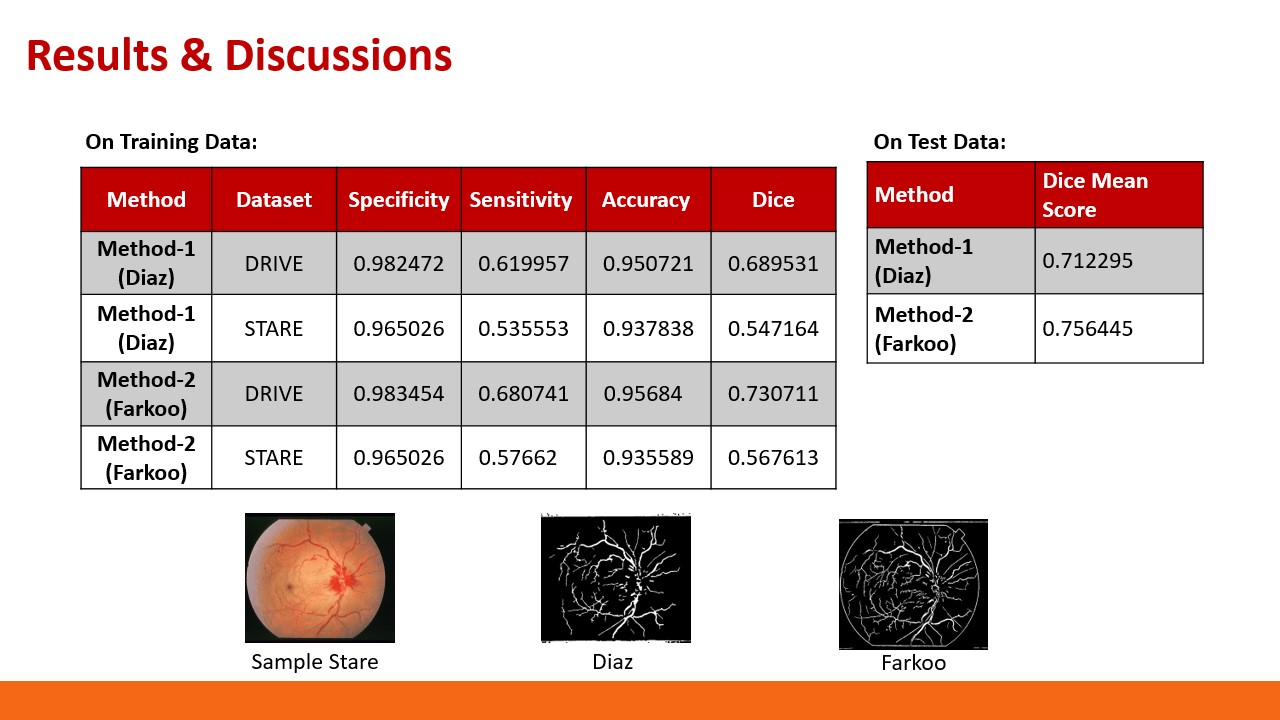 Results & Discussions
On Training Data:
Method Dataset Specificity Sensitivity Accuracy Dice
Method-1
(Diaz) DRIVE 0.982472 0.619957 0.950721 0.689531
Method-1
(Diaz) STARE 0.965026 0.535553 0.937838 0.547164
Method-2
(Farkoo) DRIVE 0.983454 0.680741 0.95684 0.730711
Method-2
(Farkoo) STARE 0.965026 0.57662 0.935589 0.567613
On Test Data:
Method Dice Mean
Score
Method-1
(Diaz) 0.712295
Method-2
(Farkoo) 0.756445
Sample Stare
Diaz
Farkoo